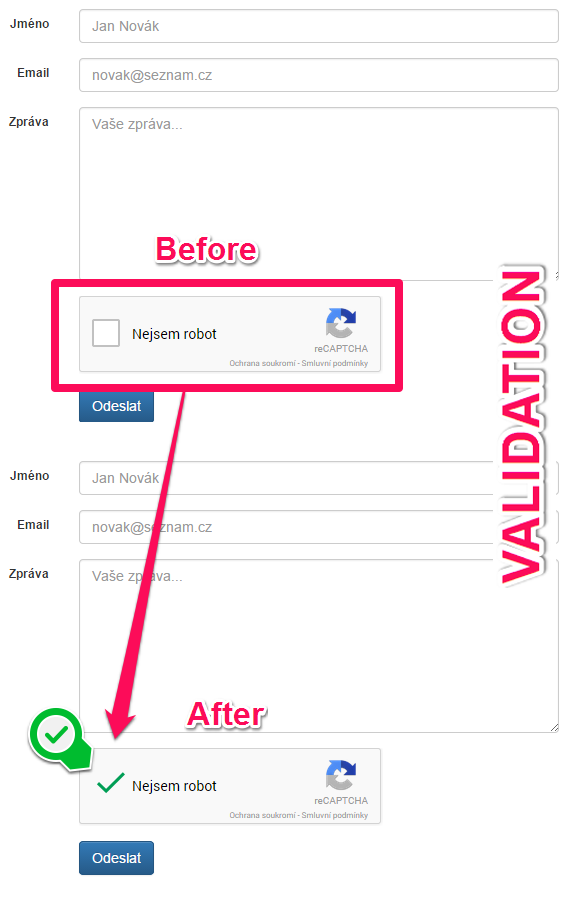 Jméno
Jan Novák
Email
novak@seznam.cz
Zpráva
Vaše zpráva...
Before
Nejsem robot
reCAPTCHA
Ochrana soukromí - Smluvní podmínky
Odeslat
VALIDATION
Jméno
Jan Novák
Email
novak@seznam.cz
Zpráva
Vaše zpráva...
After
Nejsem robot
reCAPTCHA
Ochrana soukromí - Smluvní podmínky
Odeslat